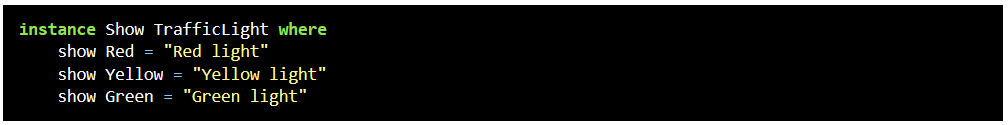 instance Show TrafficLight where
    show Red = "Red light"
    show Yellow = "Yellow light"
    show Green = "Green light"